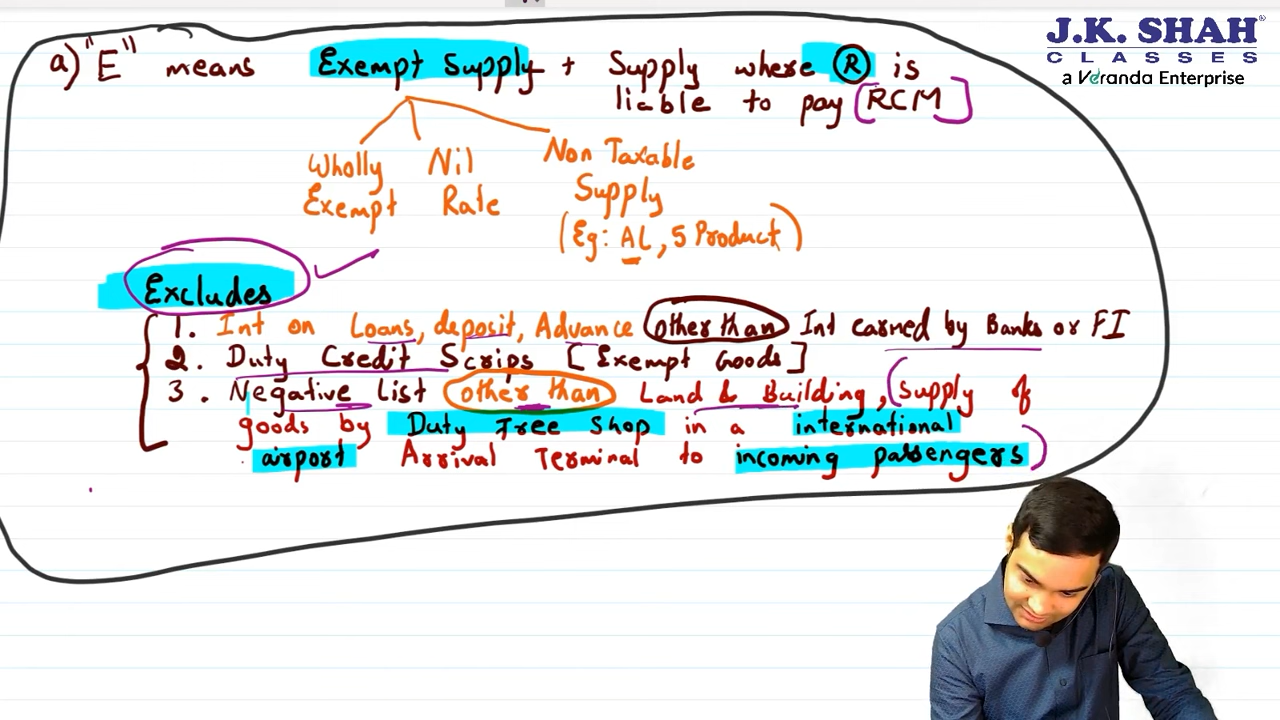 J.K. SHAH®
CLASSES
a Veranda Enterprise
a) "E" means Exempt Supply + Supply where Ⓡ is
liable to pay [RCM]
Wholly Exempt
Nil Rate
Non Taxable
Supply
(Eg: AL, 5 Product)
Excludes
1. Int on Loans, deposit, Advance other than Int earned by Banks or FI
2. Duty Credit Scrips [Exempt Goods]
3. Negative List other than Land & Building, (Supply of
goods by Duty Free Shop in a international
airport Arrival Terminal to incoming passengers)